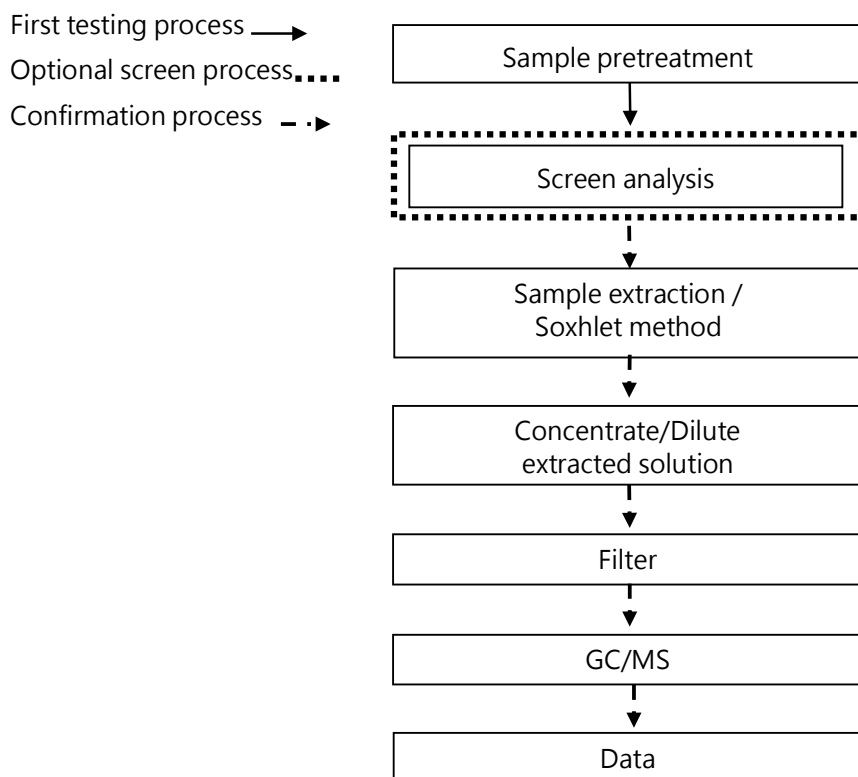 First testing process
Optional screen process
Confirmation process
Sample pretreatment
Screen analysis
Sample extraction /
Soxhlet method
Concentrate/Dilute
extracted solution
Filter
GC/MS
Data